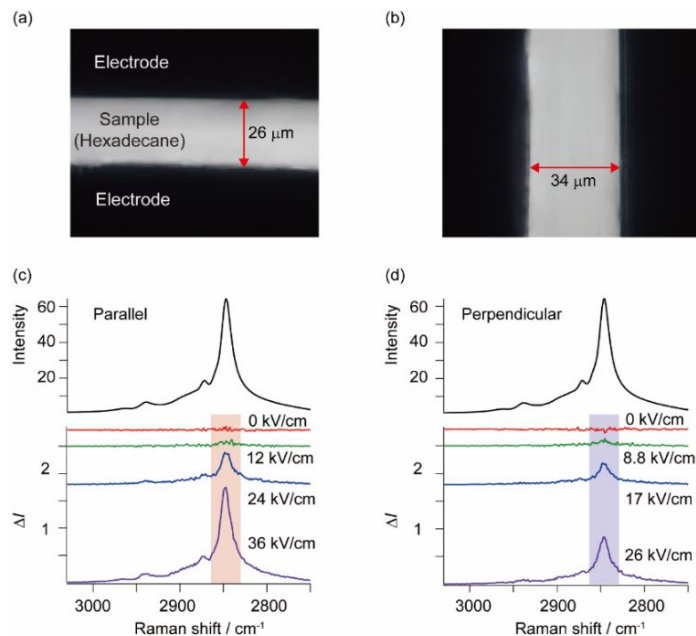 (a)
Electrode
Sample
(Hexadecane)
26 μm
Electrode
(b)
34 μm
(c)
Parallel
Intensity
60
40
20
0 kV/cm
12 kV/cm
24 kV/cm
36 kV/cm
ΔI
2
1
3000
2900
2800
Raman shift / cm⁻¹
(d)
Perpendicular
Intensity
60
40
20
0 kV/cm
8.8 kV/cm
17 kV/cm
26 kV/cm
ΔI
2
1
3000
2900
2800
Raman shift / cm⁻¹